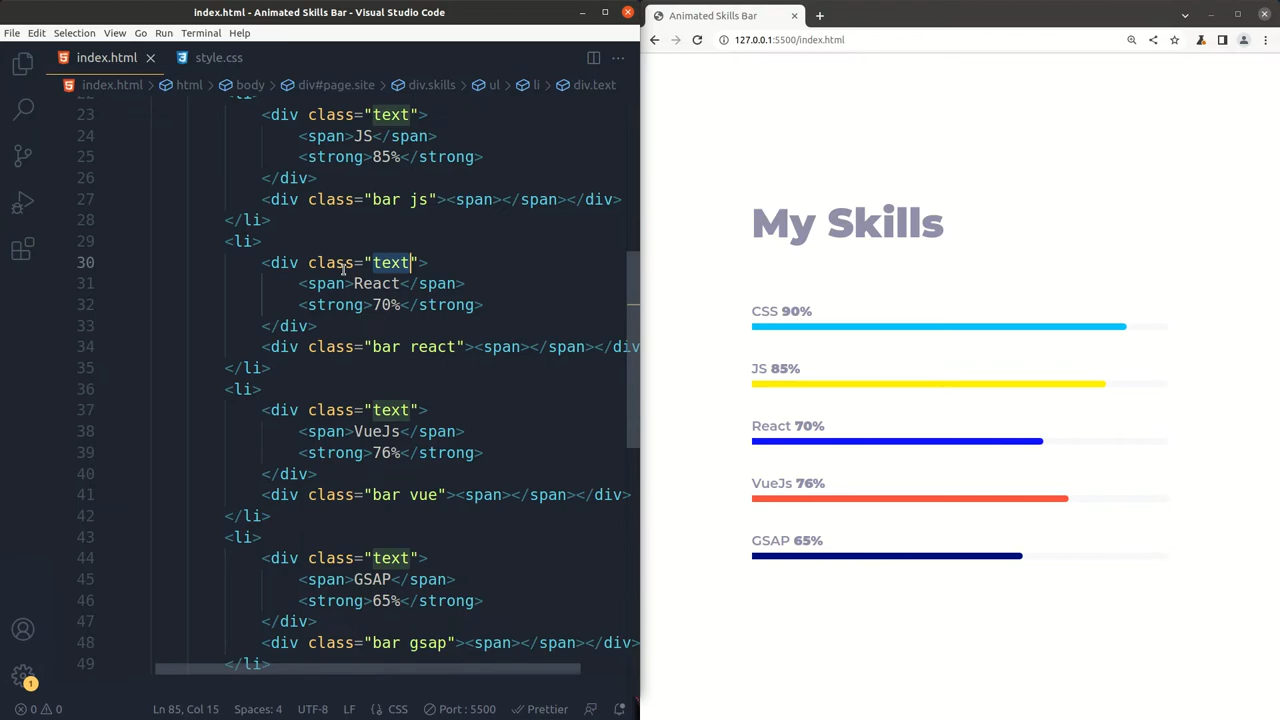 index.html - Animated Skills Bar - Visual Studio Code
File Edit Selection View Go Run Terminal Help
index.html style.css
index.html > html > body > div#page.site > div.skills > ul > li > div.text
23 <div class="text">
24 <span>JS</span>
25 <strong>85%</strong>
26 </div>
27 <div class="bar js"><span></span></div>
28 </li>
29 <li>
30 <div class="text">
31 <span>React</span>
32 <strong>70%</strong>
33 </div>
34 <div class="bar react"><span></span></div
35 </li>
36 <li>
37 <div class="text">
38 <span>VueJs</span>
39 <strong>76%</strong>
40 </div>
41 <div class="bar vue"><span></span></div>
42 </li>
43 <li>
44 <div class="text">
45 <span>GSAP</span>
46 <strong>65%</strong>
47 </div>
48 <div class="bar gsap"><span></span></div>
49 </li>
1
0 0 Ln 85, Col 15 Spaces: 4 UTF-8 LF {} CSS Port : 5500 Prettier
Animated Skills Bar
127.0.0.1:5500/index.html
My Skills
CSS 90%
JS 85%
React 70%
VueJs 76%
GSAP 65%